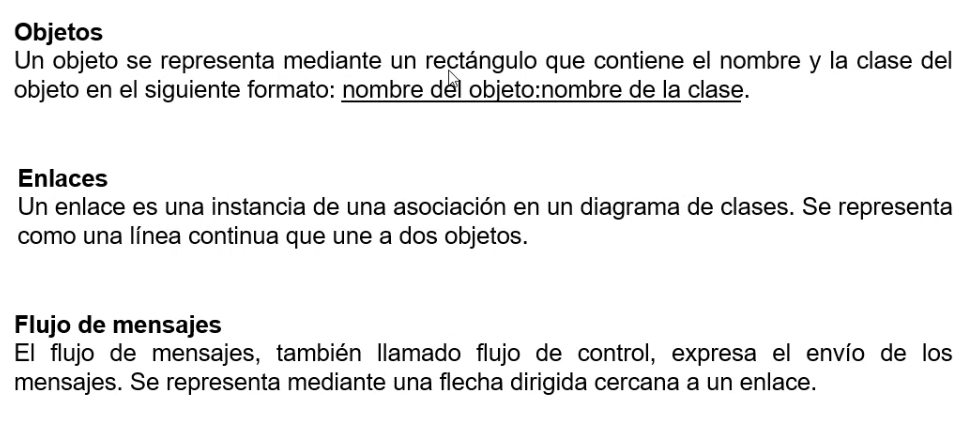 Objetos
Un objeto se representa mediante un rectángulo que contiene el nombre y la clase del
objeto en el siguiente formato: nombre del objeto:nombre de la clase.
Enlaces
Un enlace es una instancia de una asociación en un diagrama de clases. Se representa
como una línea continua que une a dos objetos.
Flujo de mensajes
El flujo de mensajes, también llamado flujo de control, expresa el envío de los
mensajes. Se representa mediante una flecha dirigida cercana a un enlace.